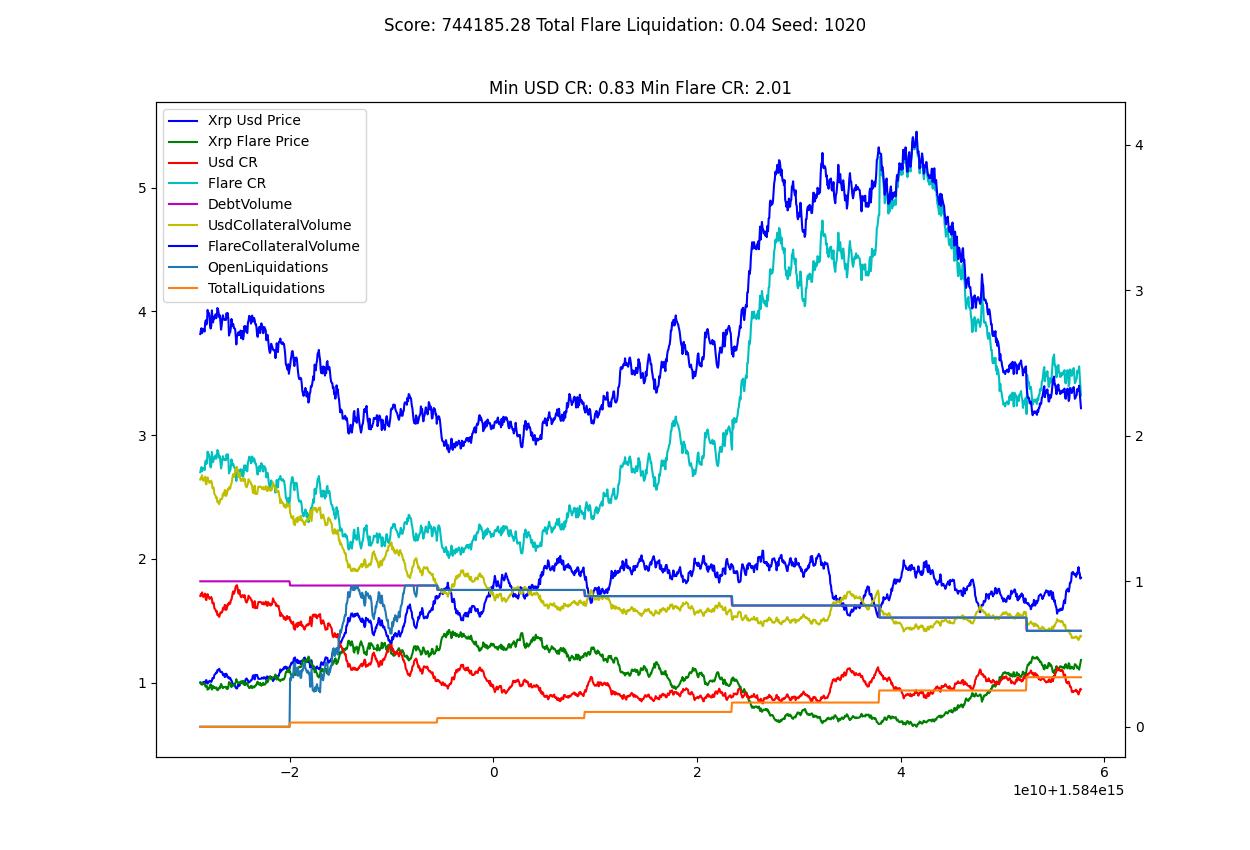 Score: 744185.28 Total Flare Liquidation: 0.04 Seed: 1020
Min USD CR: 0.83 Min Flare CR: 2.01
Xrp Usd Price
Xrp Flare Price
Usd CR
Flare CR
DebtVolume
UsdCollateralVolume
FlareCollateralVolume
OpenLiquidations
TotalLiquidations
5
4
3
2
1
4
3
2
1
0
−2
0
2
4
6
1e10+1.584e15